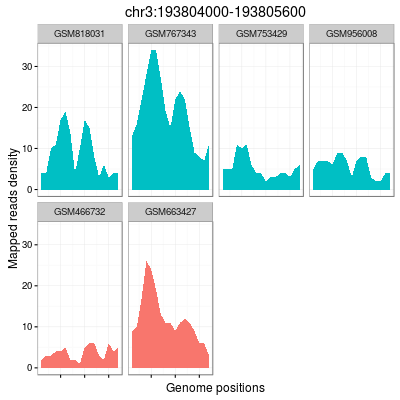 chr3:193804000-193805600
GSM818031 GSM767343 GSM753429 GSM956008
30
20
10
0
GSM466732 GSM663427
30
20
10
0
Mapped reads density
Genome positions